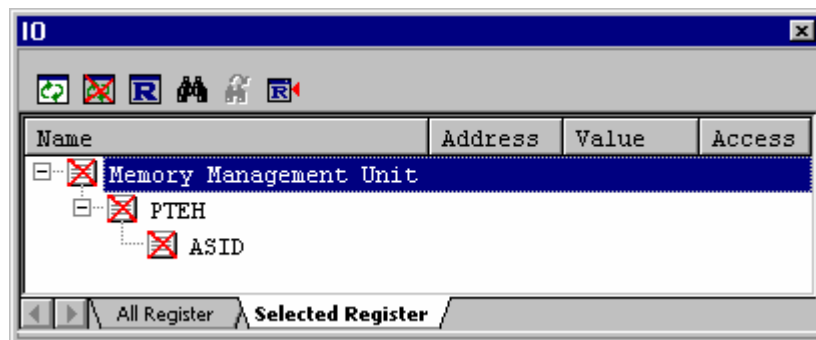 IO
R R
Name Address Value Access
Memory Management Unit
PTEH
ASID
All Register Selected Register